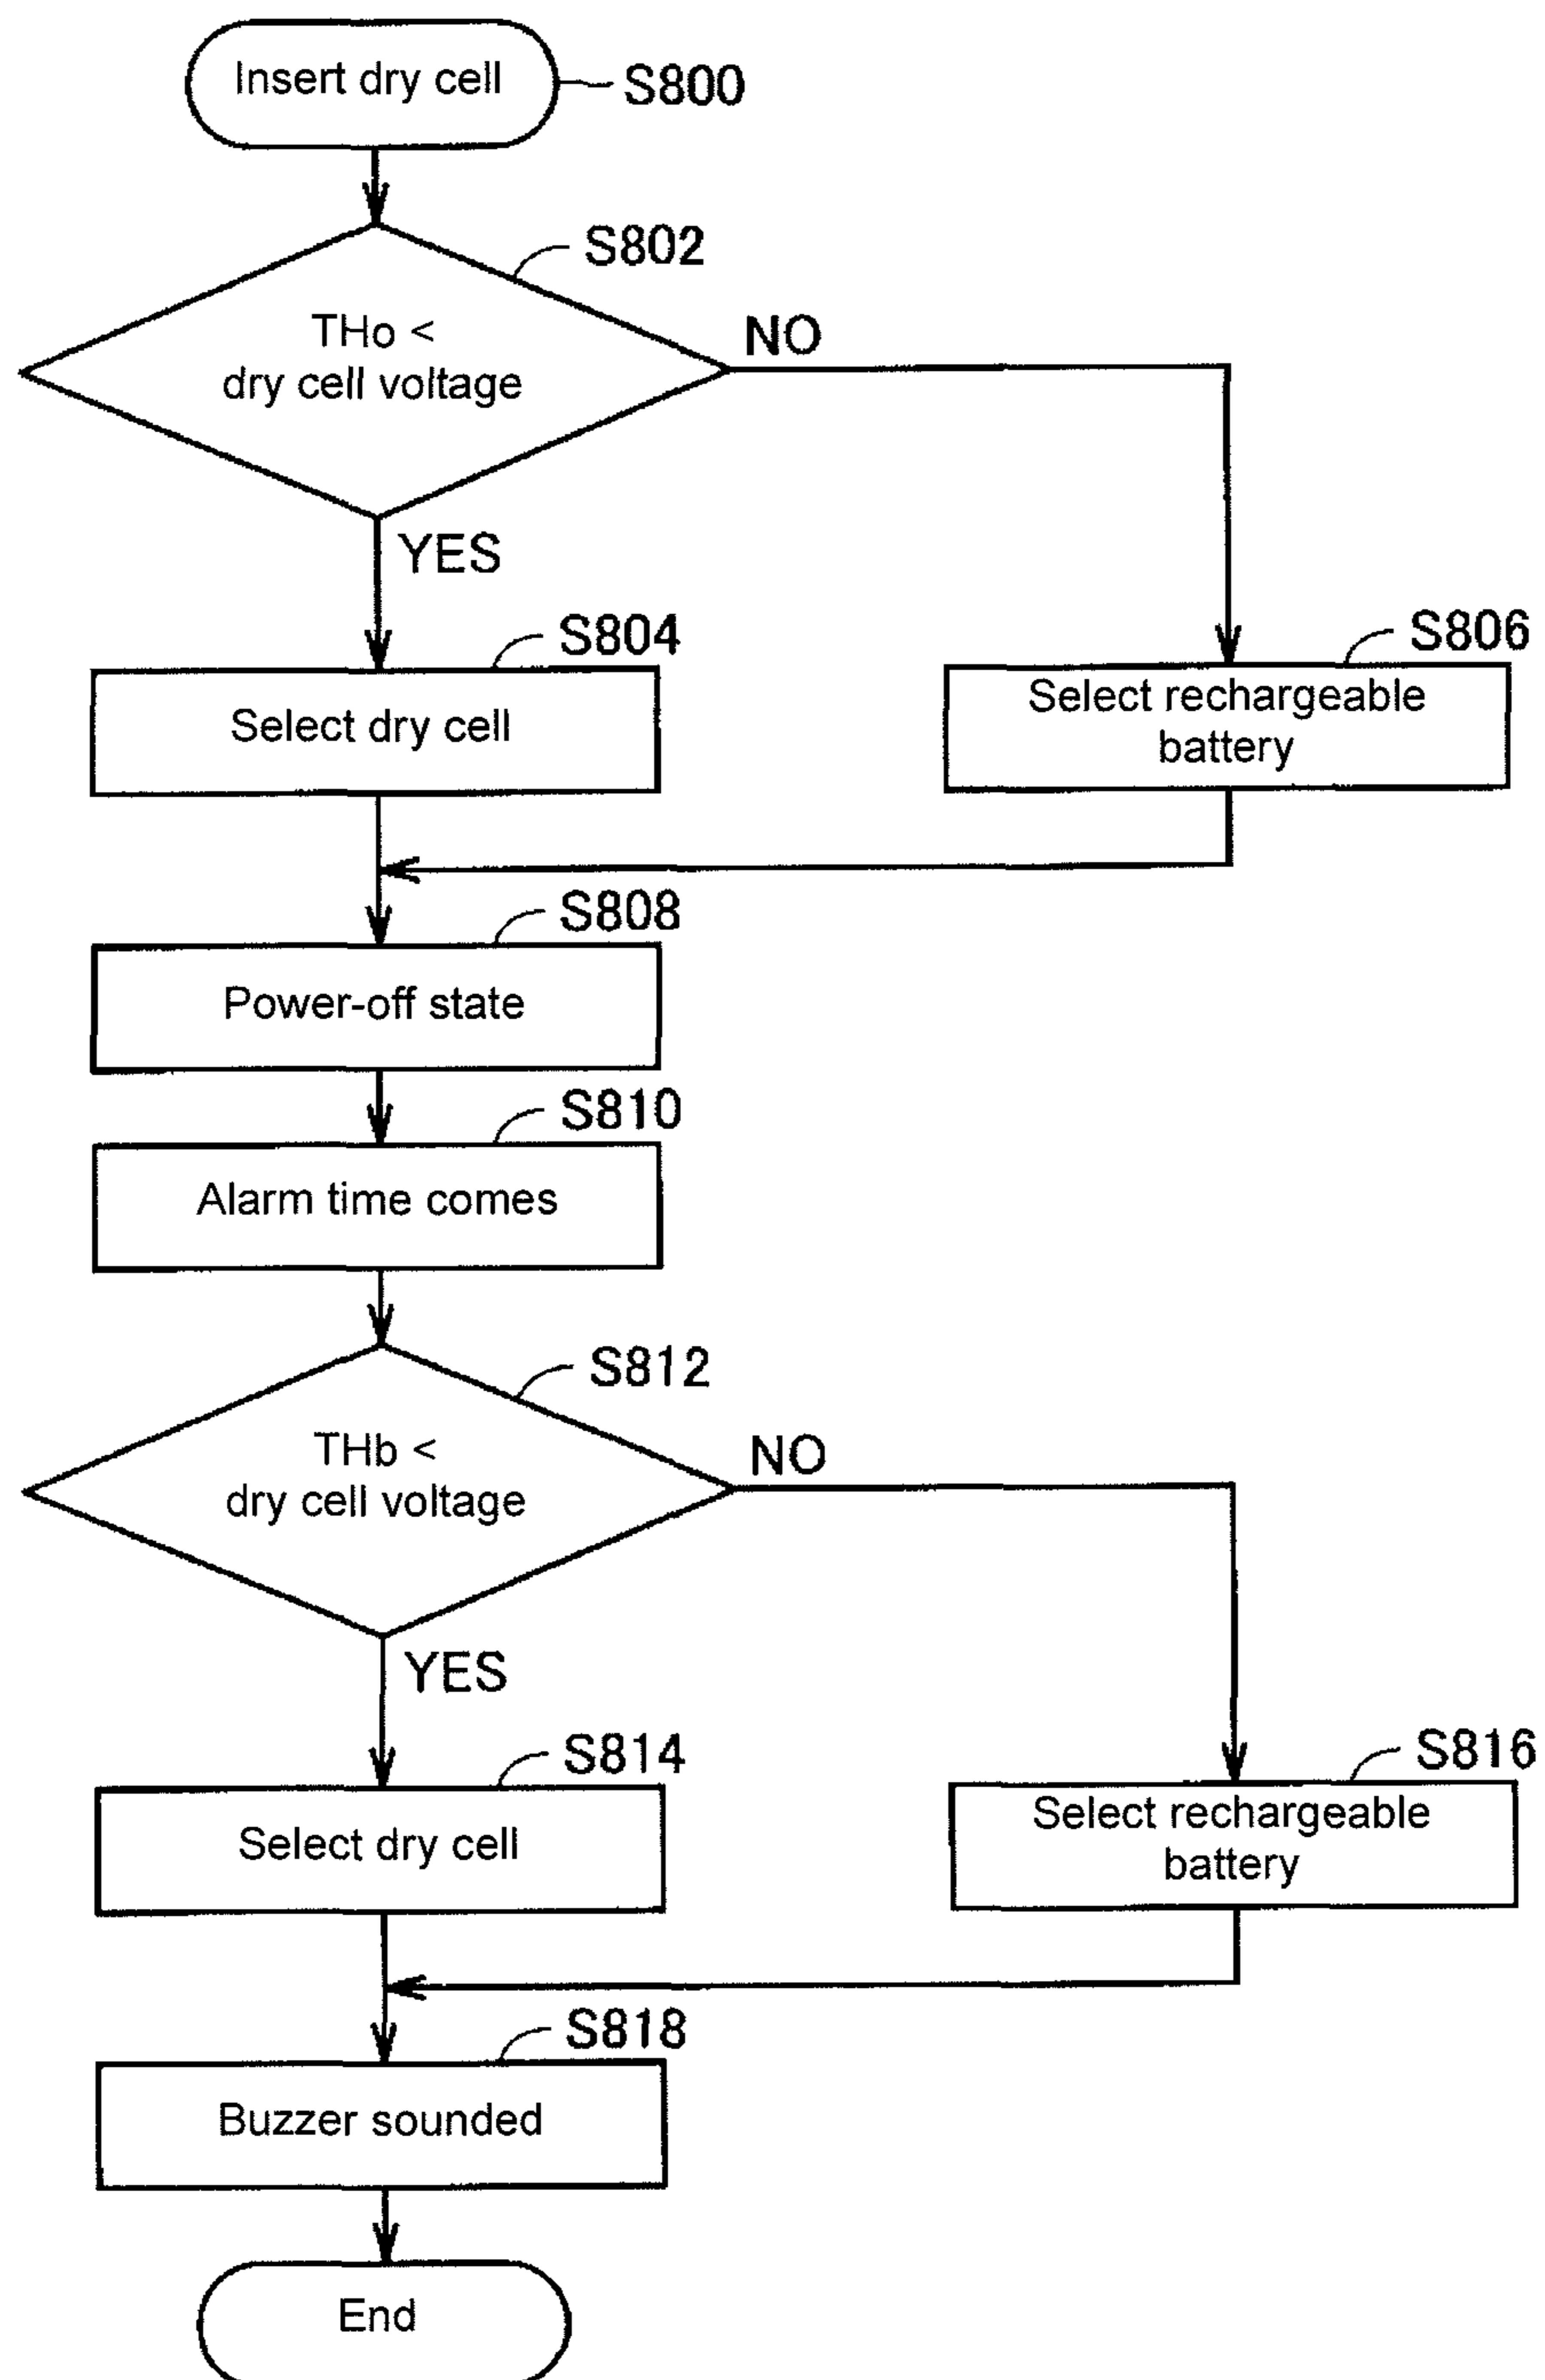 Insert dry cell
S800
S802
THo <
dry cell voltage
NO
YES
S804
Select dry cell
S806
Select rechargeable
battery
S808
Power-off state
S810
Alarm time comes
S812
THb <
dry cell voltage
NO
YES
S814
Select dry cell
S816
Select rechargeable
battery
S818
Buzzer sounded
End